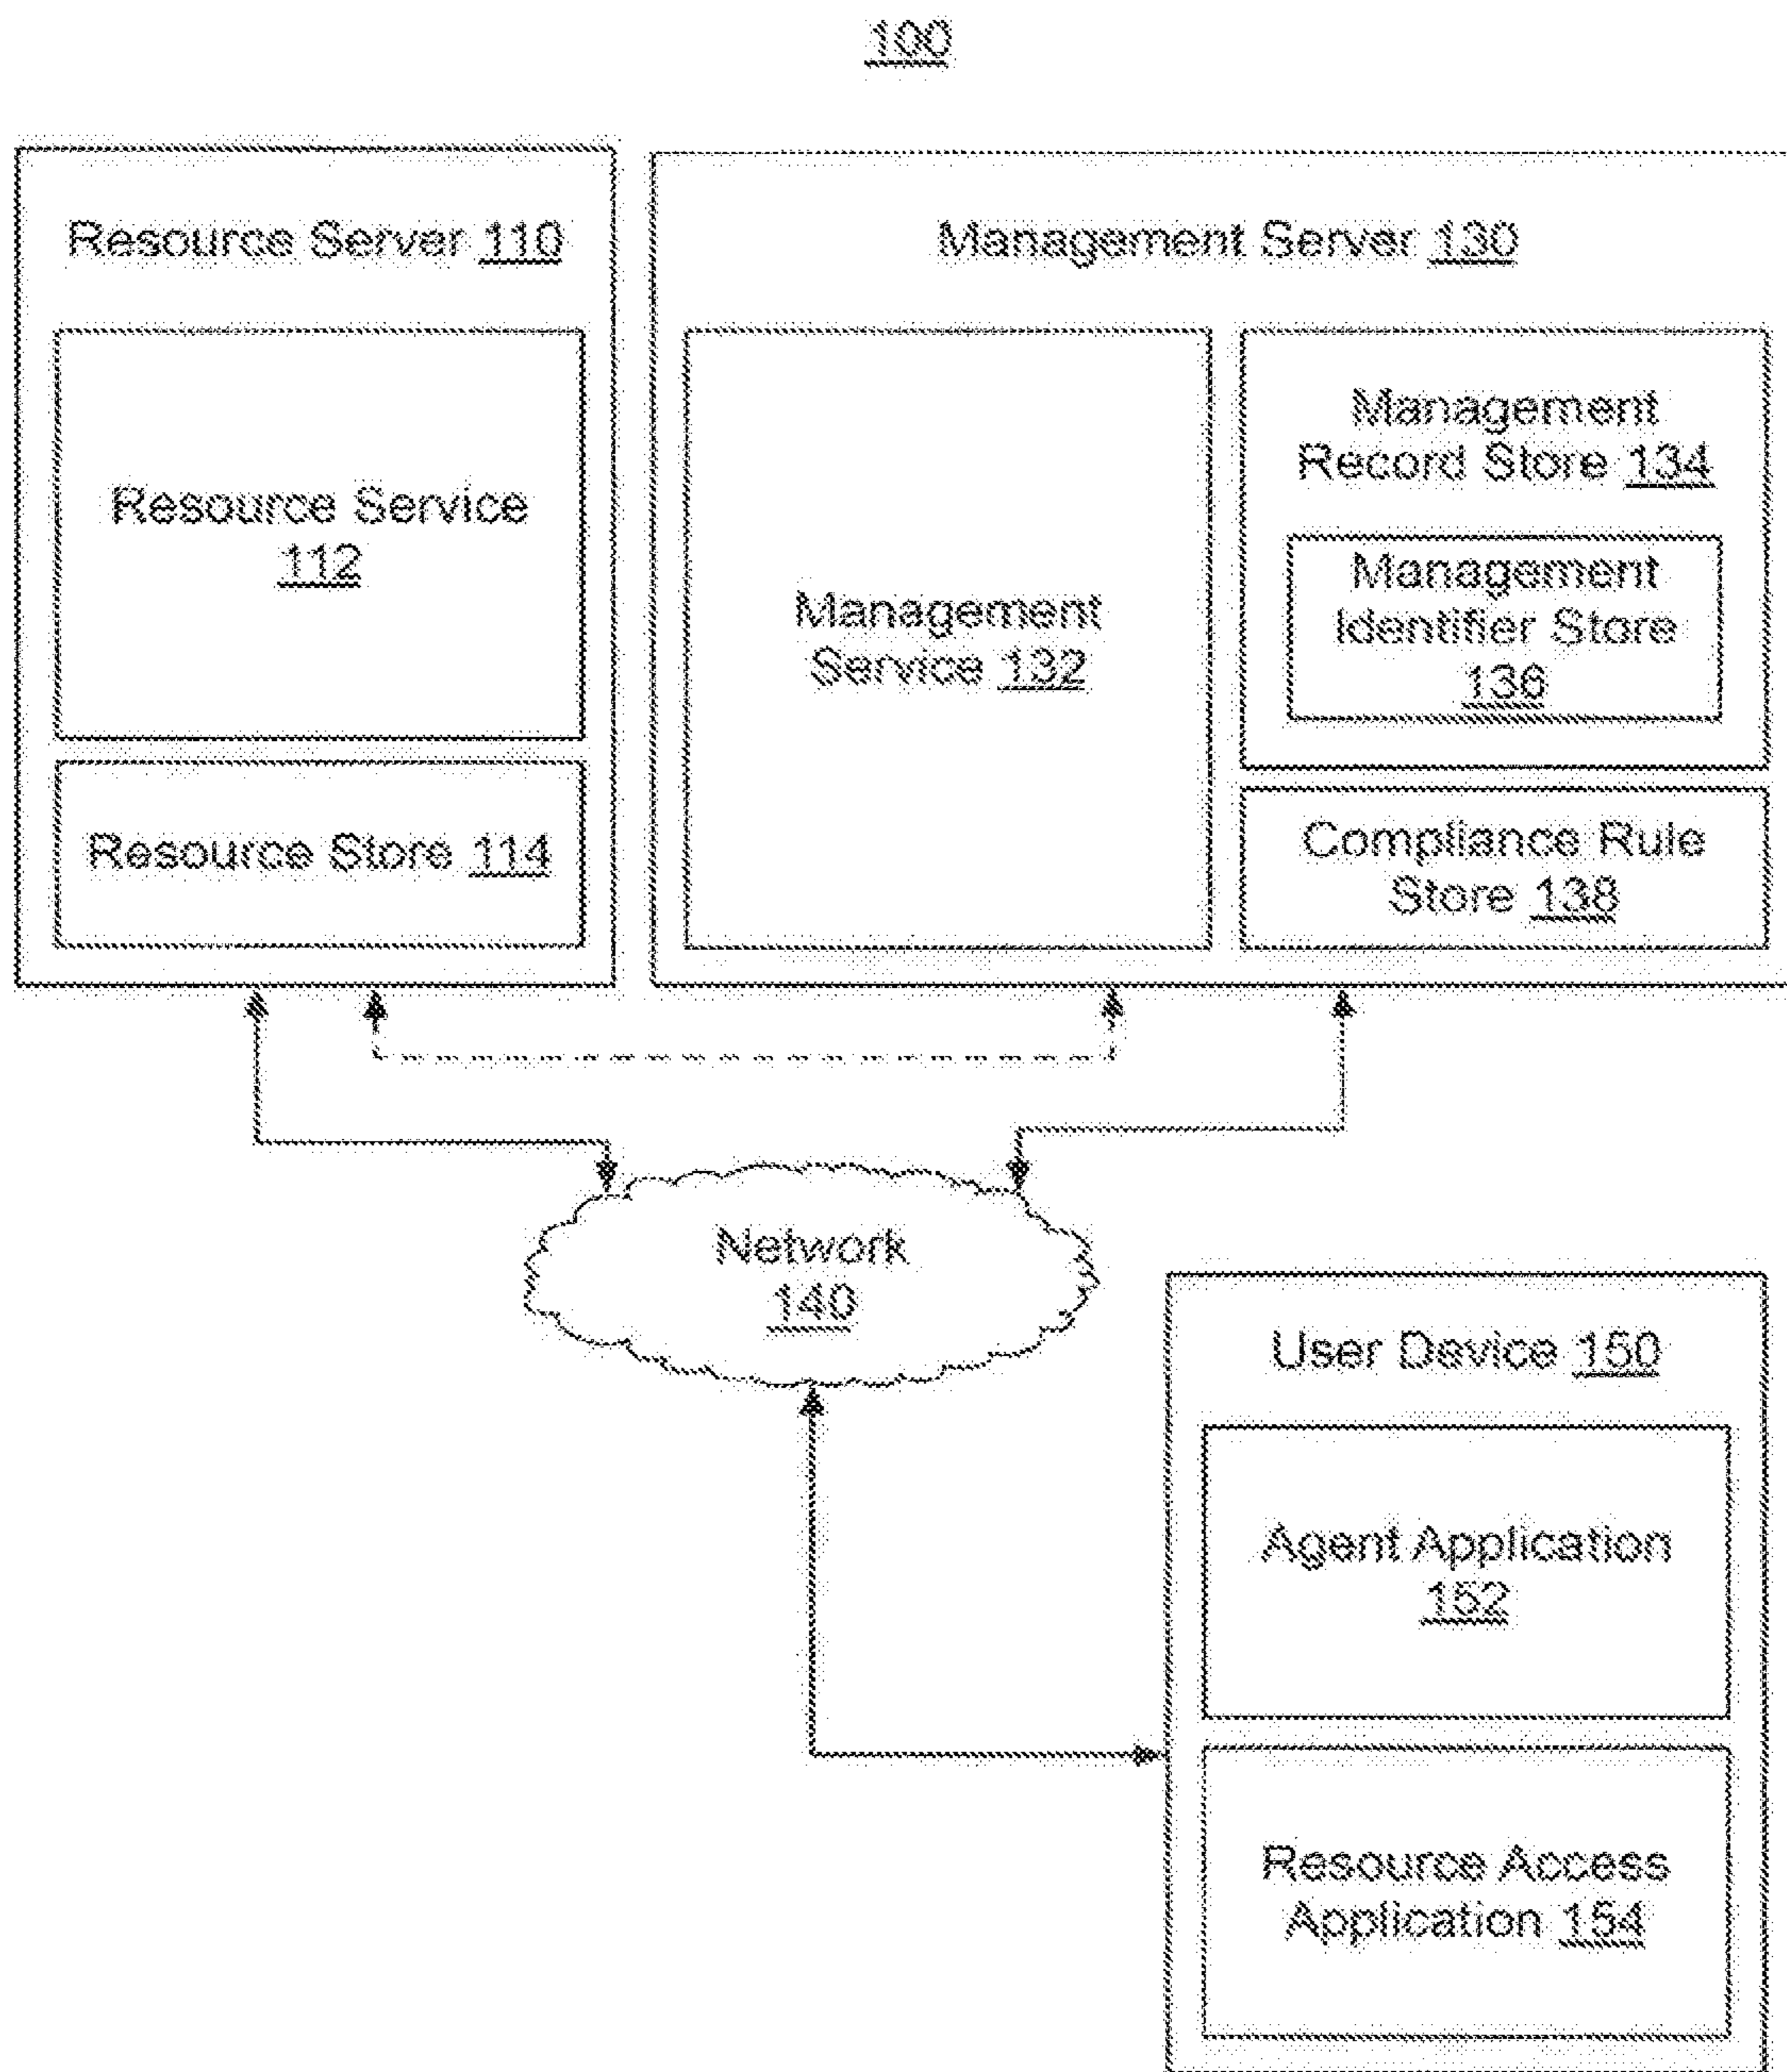 100
Resource Server 110
Resource Service
112
Resource Store 114
Management Server 130
Management
Service 132
Management
Record Store 134
Management
Identifier Store
136
Compliance Rule
Store 138
Network
140
User Device 150
Agent Application
152
Resource Access
Application 154